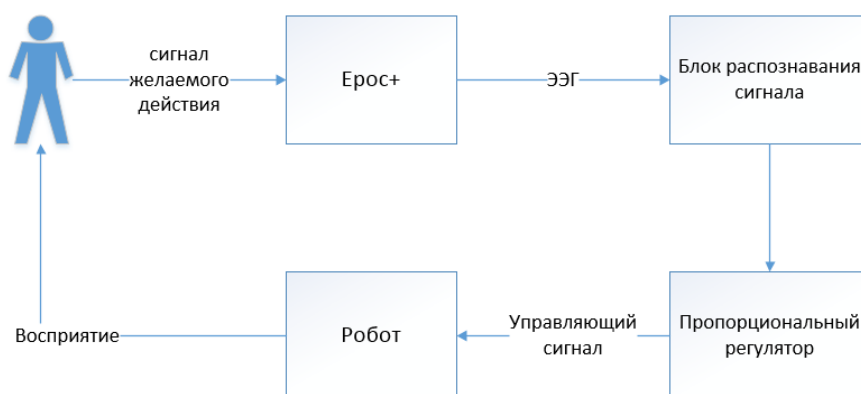 сигнал
желаемого
действия
Epoc+
ЭЭГ
Блок распознавания
сигнала
Восприятие
Робот
Управляющий
сигнал
Пропорциональный
регулятор